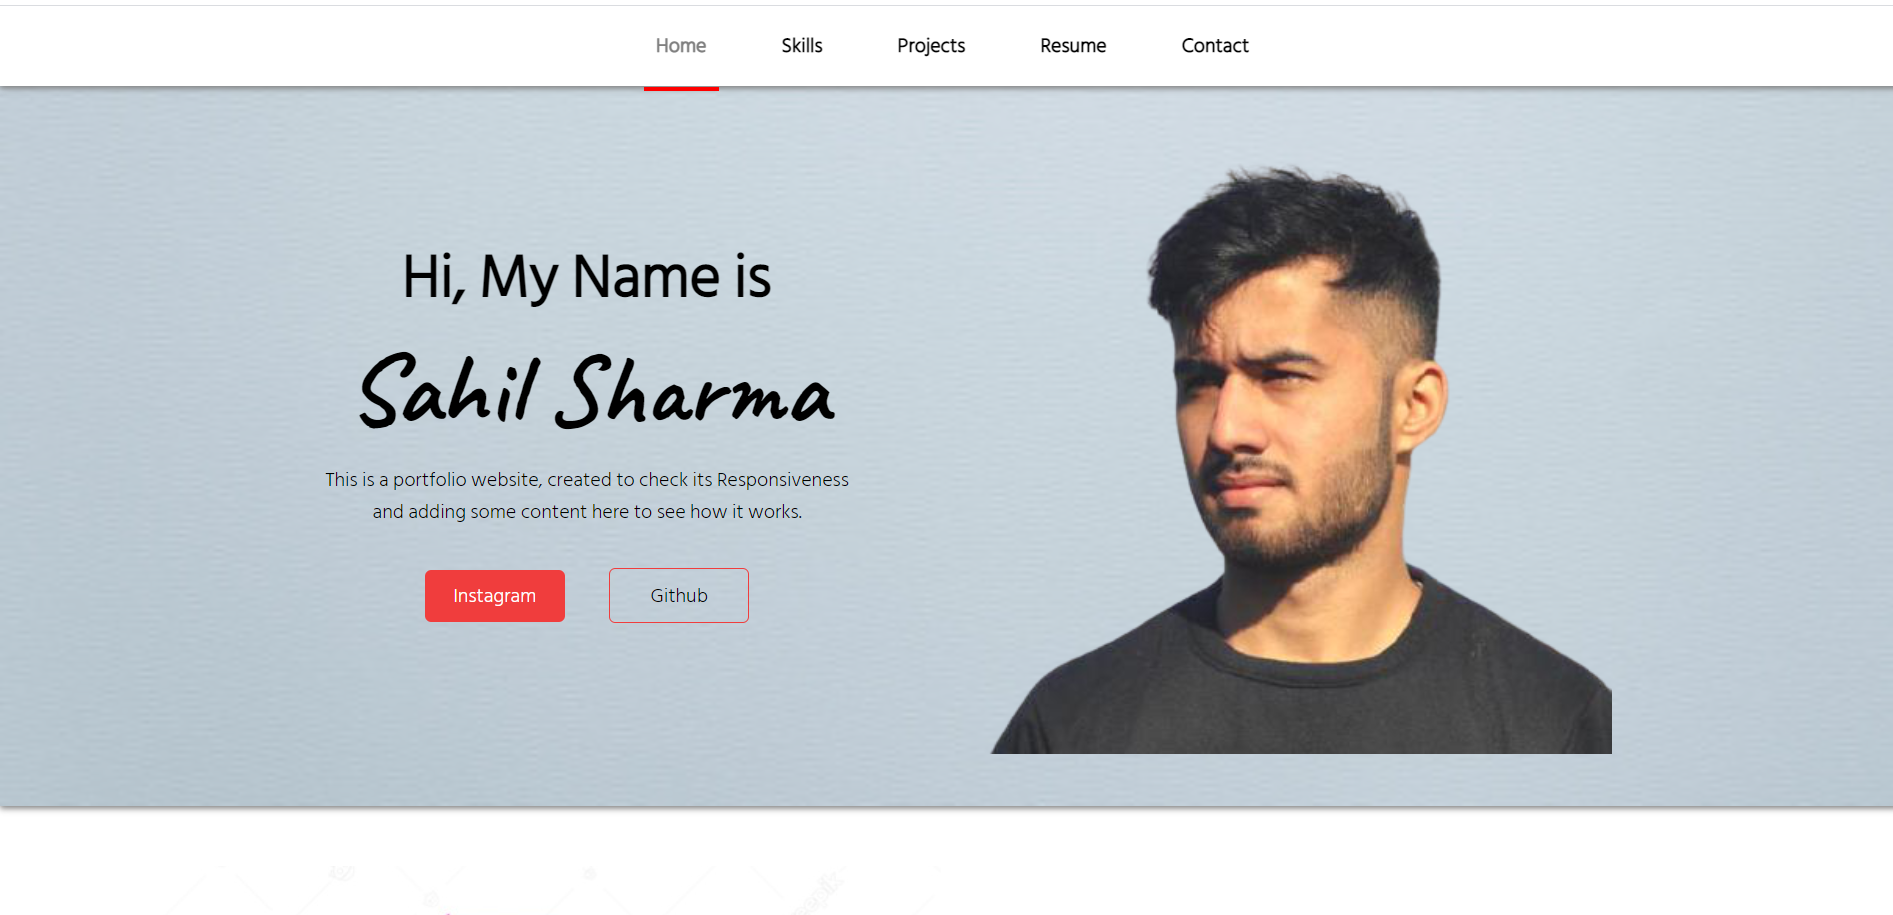 Home Skills Projects Resume Contact
Hi, My Name is
Sahil Sharma
This is a portfolio website, created to check its Responsiveness
and adding some content here to see how it works.
Instagram Github